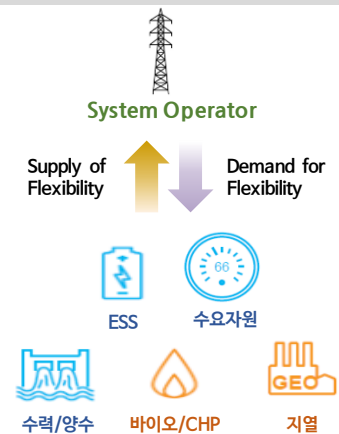 System Operator
Supply of
Flexibility
Demand for
Flexibility
66
ESS
수요자원
GEO
수력/양수
바이오/CHP
지열